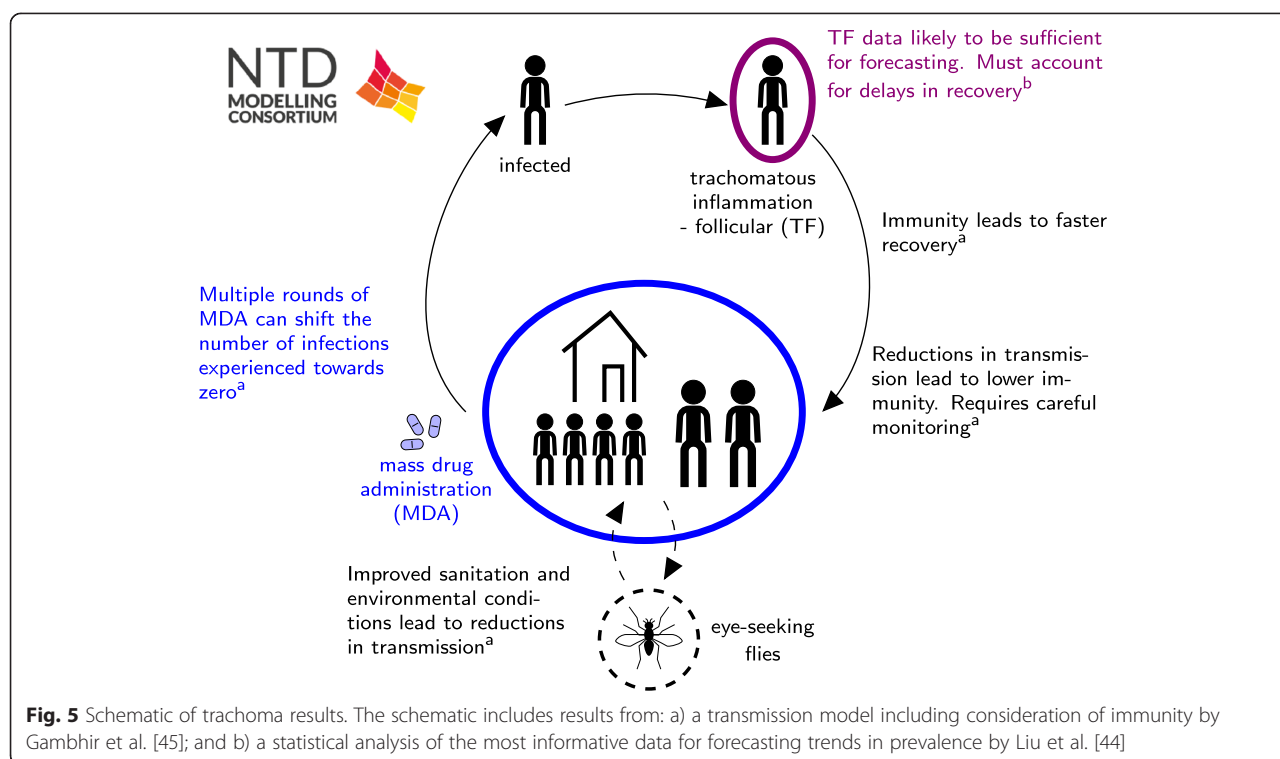 NTD
MODELLING
CONSORTIUM
infected
TF data likely to be sufficient
for forecasting. Must account
for delays in recovery^b
trachomatous
inflammation
- follicular (TF)
Immunity leads to faster
recovery^a
Multiple rounds of
MDA can shift the
number of infections
experienced towards
zero^a
Reductions in transmis-
sion lead to lower im-
munity. Requires careful
monitoring^a
mass drug
administration
(MDA)
Improved sanitation and
environmental condi-
tions lead to reductions
in transmission^a
eye-seeking
flies
Fig. 5 Schematic of trachoma results. The schematic includes results from: a) a transmission model including consideration of immunity by
Gambhir et al. [45]; and b) a statistical analysis of the most informative data for forecasting trends in prevalence by Liu et al. [44]